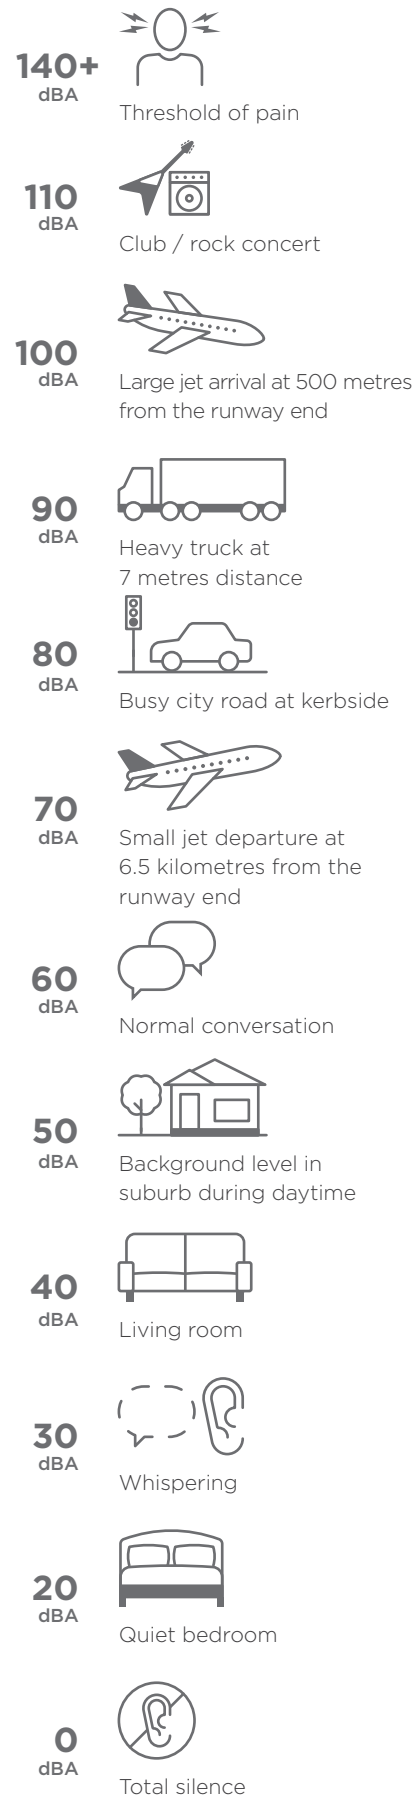 140+
dBA
Threshold of pain
110
dBA
Club / rock concert
100
dBA
Large jet arrival at 500 metres
from the runway end
90
dBA
Heavy truck at
7 metres distance
80
dBA
Busy city road at kerbside
70
dBA
Small jet departure at
6.5 kilometres from the
runway end
60
dBA
Normal conversation
50
dBA
Background level in
suburb during daytime
40
dBA
Living room
30
dBA
Whispering
20
dBA
Quiet bedroom
0
dBA
Total silence